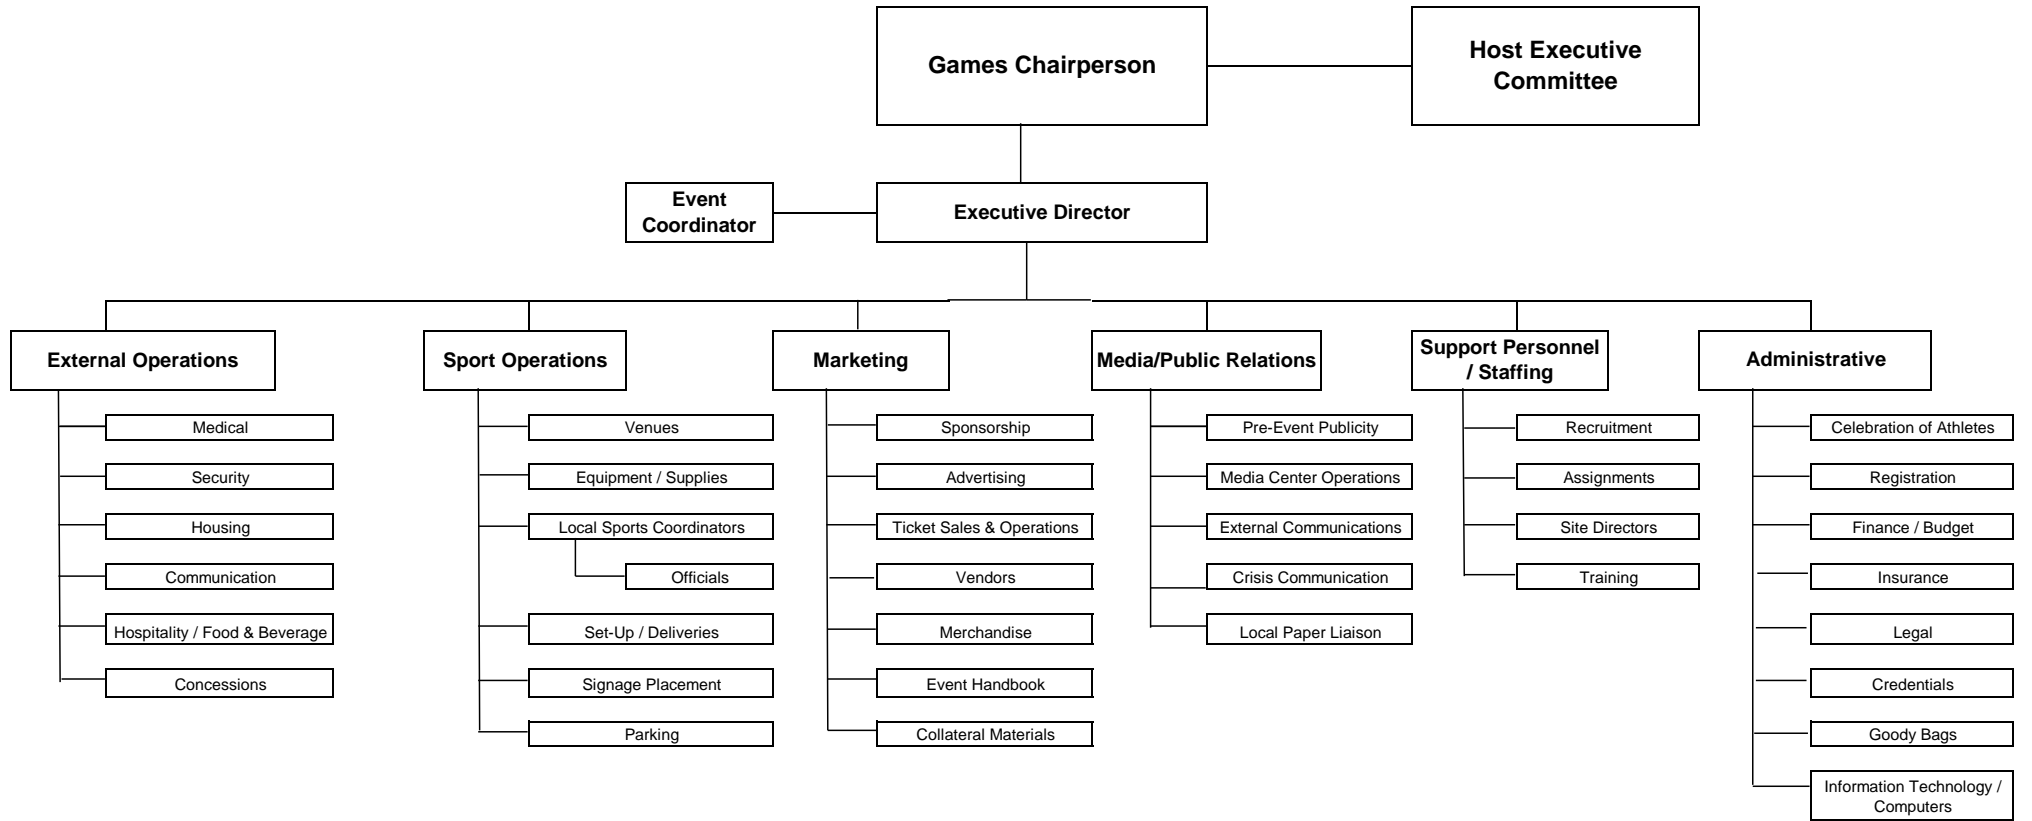 Games Chairperson
Host Executive
Committee
Event
Coordinator
Executive Director
External Operations
Medical
Security
Housing
Communication
Hospitality / Food & Beverage
Concessions
Sport Operations
Venues
Equipment / Supplies
Local Sports Coordinators
Officials
Set-Up / Deliveries
Signage Placement
Parking
Marketing
Sponsorship
Advertising
Ticket Sales & Operations
Vendors
Merchandise
Event Handbook
Collateral Materials
Media/Public Relations
Pre-Event Publicity
Media Center Operations
External Communications
Crisis Communication
Local Paper Liaison
Support Personnel
/ Staffing
Recruitment
Assignments
Site Directors
Training
Administrative
Celebration of Athletes
Registration
Finance / Budget
Insurance
Legal
Credentials
Goody Bags
Information Technology /
Computers